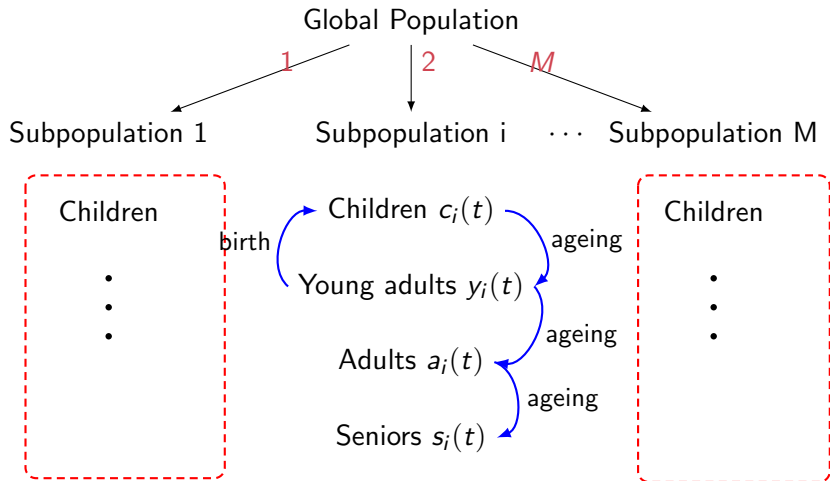 Global Population
1 2 M
Subpopulation 1 Subpopulation i ··· Subpopulation M
Children
Children c_i(t)
birth
ageing
Young adults y_i(t)
ageing
Adults a_i(t)
ageing
Seniors s_i(t)
Children